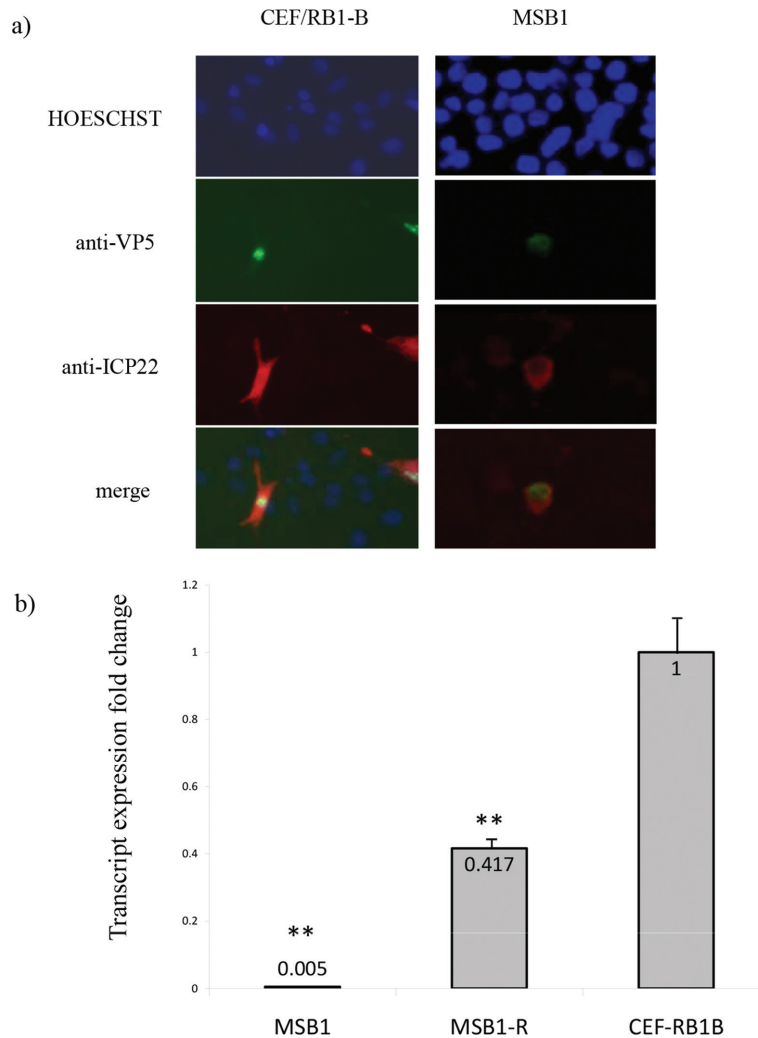 a)
CEF/RB1-B
MSB1
HOESCHST
anti-VP5
anti-ICP22
merge
b)
Transcript expression fold change
1.2
1
0.8
0.6
0.4
0.2
0
**
0.005
**
0.417
1
MSB1
MSB1-R
CEF-RB1B